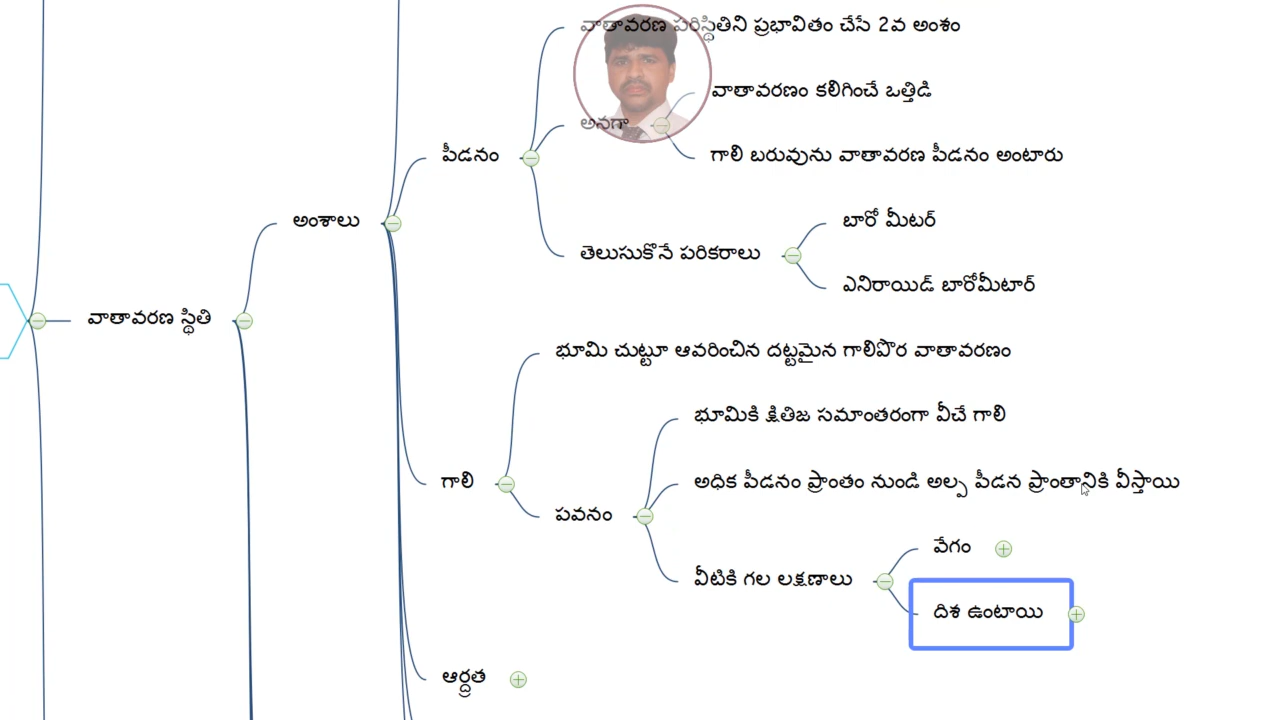 వాతావరణ పరిస్థితిని ప్రభావితం చేసే 2వ అంశం
వాతావరణం కలిగించే ఒత్తిడి
అనగా
పీడనం
గాలి బరువును వాతావరణ పీడనం అంటారు
అంశాలు
బారో మీటర్
తెలుసుకొనే పరికరాలు
ఎనిరాయిడ్ బారోమీటార్
వాతావరణ స్థితి
భూమి చుట్టూ ఆవరించిన దట్టమైన గాలిపొర వాతావరణం
భూమికి క్షితిజ సమాంతరంగా వీచే గాలి
గాలి
అధిక పీడనం ప్రాంతం నుండి అల్ప పీడన ప్రాంతానికి వీస్తాయి
పవనం
వేగం
వీటికి గల లక్షణాలు
దిశ ఉంటాయి
ఆర్ద్రత